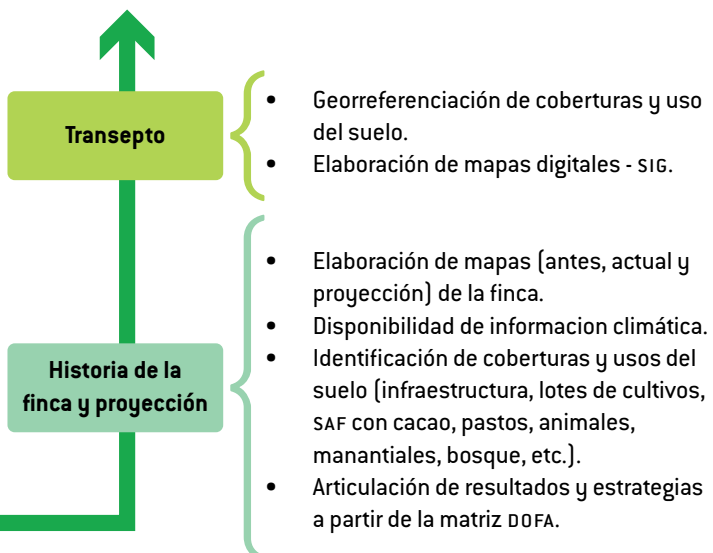 Transepto
• Georreferenciación de coberturas y uso
del suelo.
• Elaboración de mapas digitales - SIG.
Historia de la
finca y proyección
• Elaboración de mapas (antes, actual y
proyección) de la finca.
• Disponibilidad de informacion climática.
• Identificación de coberturas y usos del
suelo (infraestructura, lotes de cultivos,
SAF con cacao, pastos, animales,
manantiales, bosque, etc.).
• Articulación de resultados y estrategias
a partir de la matriz DOFA.